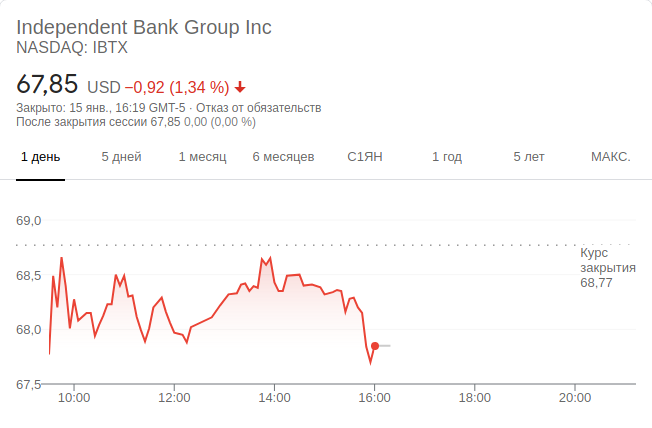 Independent Bank Group Inc
NASDAQ: IBTX
67,85 USD −0,92 (1,34 %)
Закрыто: 15 янв., 16:19 GMT-5 · Отказ от обязательств
После закрытия сессии 67,85 0,00 (0,00 %)
1 день 5 дней 1 месяц 6 месяцев С1ЯН 1 год 5 лет МАКС.
69,0
Курс
закрытия
68,77
68,5
68,0
67,5
10:00 12:00 14:00 16:00 18:00 20:00